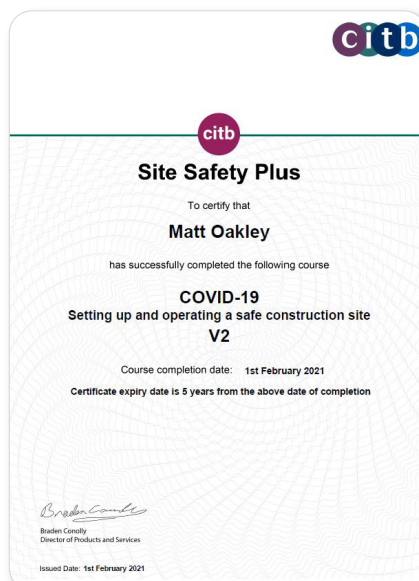 citb
citb
Site Safety Plus
To certify that
Matt Oakley
has successfully completed the following course
COVID-19
Setting up and operating a safe construction site
V2
Course completion date: 1st February 2021
Certificate expiry date is 5 years from the above date of completion
Braden Conolly
Braden Conolly
Director of Products and Services
Issued Date: 1st February 2021